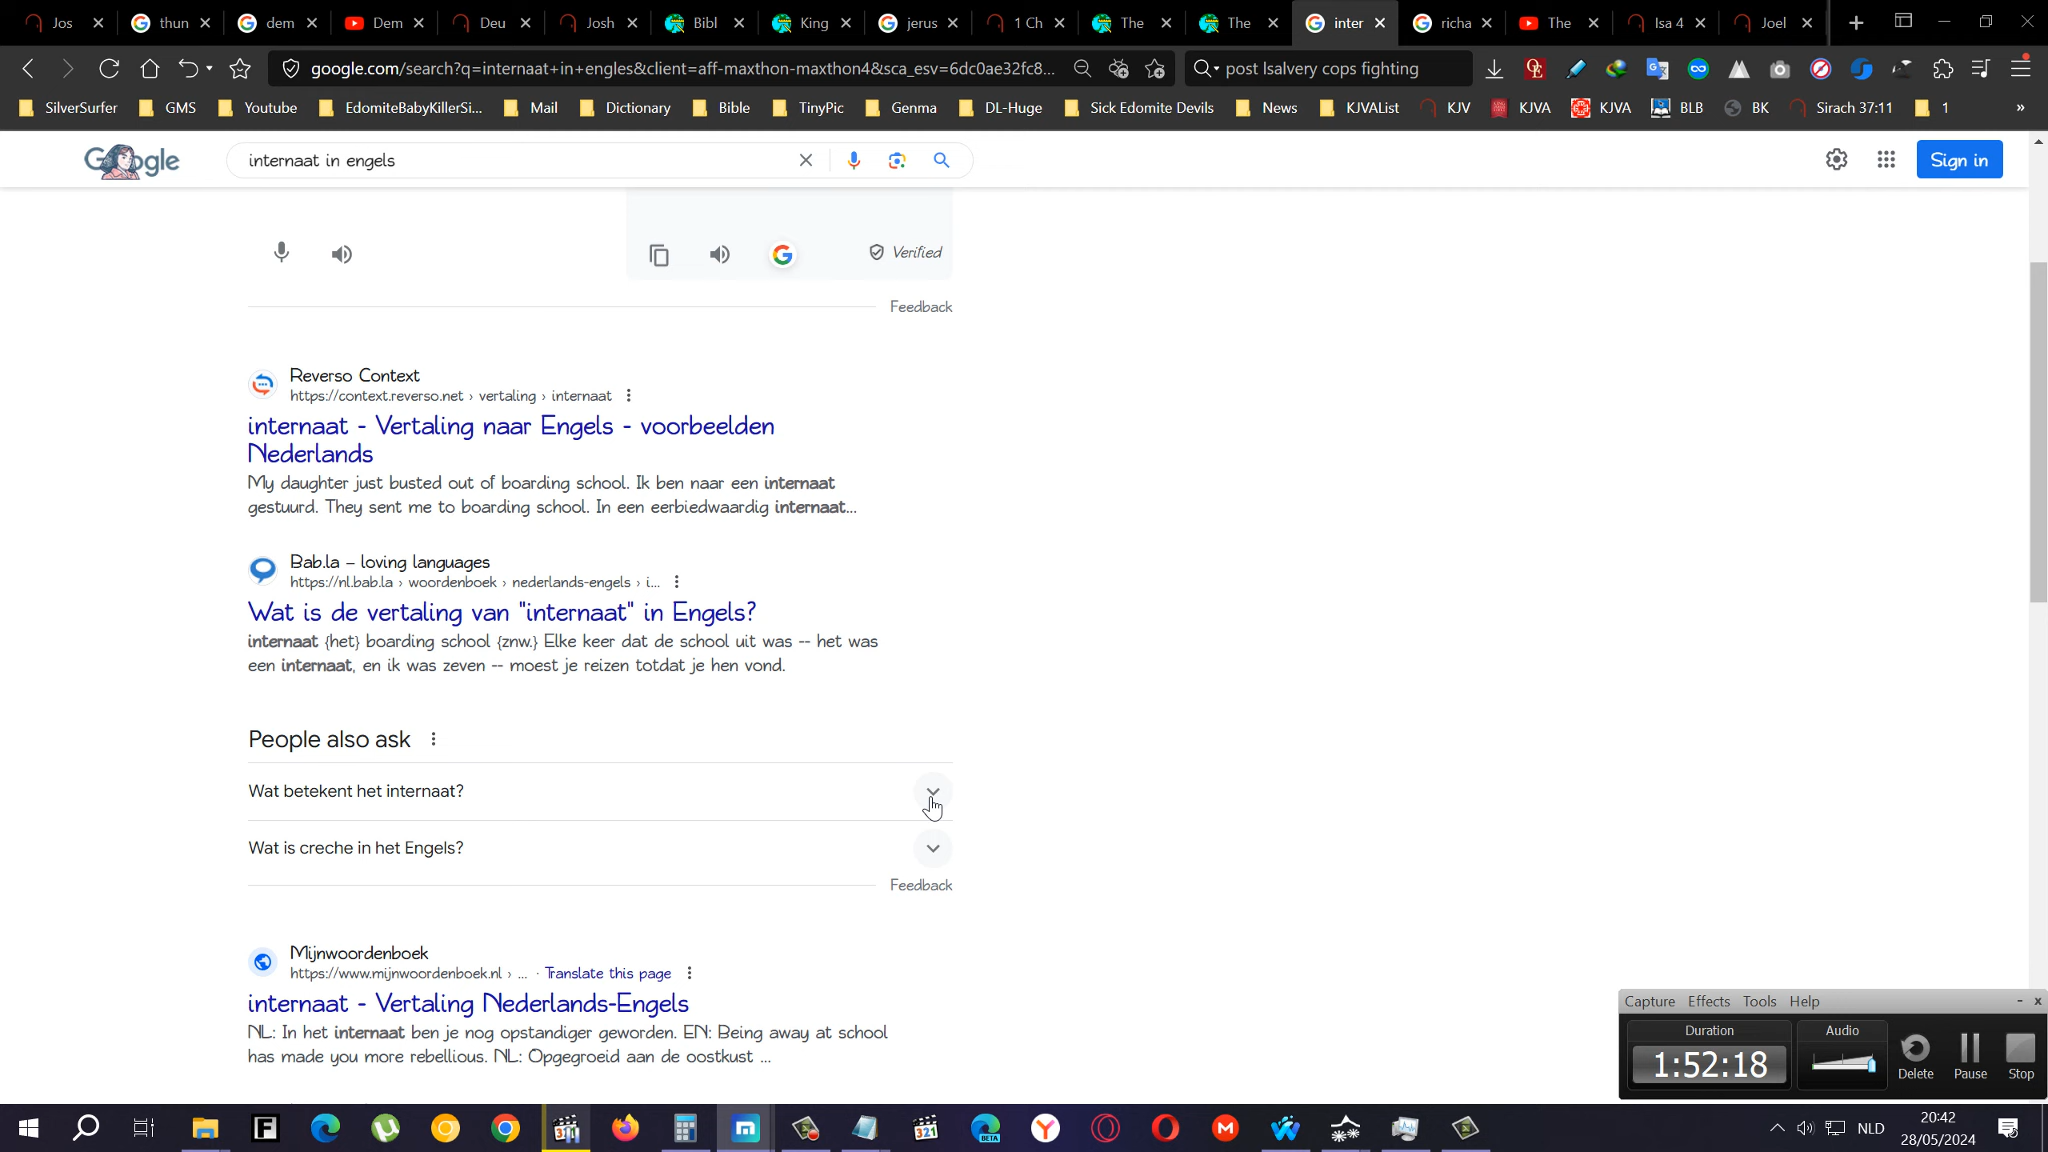 Jos thun dem Dem Deu Josh Bibl King jerus 1 Ch The The inter richa The Isa 4 Joel
google.com/search?q=internaat+in+engles&client=aff-maxthon-maxthon4&sca_esv=6dc0ae32fc8... post lsalvery cops fighting
SilverSurfer GMS Youtube EdomiteBabyKillerSi... Mail Dictionary Bible TinyPic Genma DL-Huge Sick Edomite Devils News KJVAList KJV KJVA KJVA BLB BK Sirach 37:11 1 »
Google internaat in engels Sign in
Verified
Feedback
Reverso Context
https://context.reverso.net › vertaling › internaat
internaat - Vertaling naar Engels - voorbeelden
Nederlands
My daughter just busted out of boarding school. Ik ben naar een internaat
gestuurd. They sent me to boarding school. In een eerbiedwaardig internaat...
Bab.la – loving languages
https://nl.bab.la › woordenboek › nederlands-engels › i...
Wat is de vertaling van "internaat" in Engels?
internaat {het} boarding school {znw.} Elke keer dat de school uit was -- het was
een internaat, en ik was zeven -- moest je reizen totdat je hen vond.
People also ask
Wat betekent het internaat?
Wat is creche in het Engels?
Feedback
Mijnwoordenboek
https://www.mijnwoordenboek.nl › ... · Translate this page
internaat - Vertaling Nederlands-Engels
NL: In het internaat ben je nog opstandiger geworden. EN: Being away at school
has made you more rebellious. NL: Opgegroeid aan de oostkust ...
Capture Effects Tools Help
Duration Audio
1:52:18 Delete Pause Stop
NLD
20:42
28/05/2024